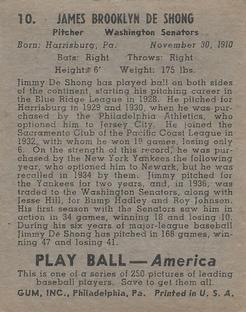 10. JAMES BROOKLYN DE SHONG
Pitcher Washington Senators
Born: Harrisburg, Pa. November 30, 1910
Bats: Right Throws: Right
Height: 6' Weight: 175 lbs.
Jimmy De Shong has played ball on both sides
of the continent, starting his pitching career in
the Blue Ridge League in 1928. He pitched for
Harrisburg in 1929 and 1930, when he was pur-
chased by the Philadelphia Athletics, who
optioned him to Jersey City. He joined the
Sacramento Club of the Pacific Coast League in
1932, with whom he won 19 games, losing only
6. On the strength of this record, he was pur-
chased by the New York Yankees the following
year, who optioned him to Newark, but he was
recalled in 1934 by them. Jimmy pitched for
the Yankees for two years, and, in 1936, was
traded to the Washington Senators, along with
Jesse Hill, for Bump Hadley and Roy Johnson.
His first season with the Senators saw him in
action in 34 games, winning 18 and losing 10.
During his six years of major-league baseball
Jimmy De Shong has pitched in 168 games, win-
ning 47 and losing 41.
PLAY BALL — America
This is one of a series of 250 pictures of leading
baseball players. Save to get them all.
GUM, INC., Philadelphia, Pa. Printed in U. S. A.